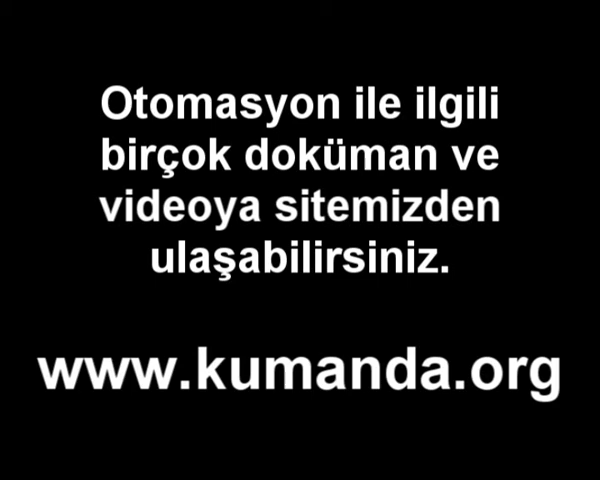 Otomasyon ile ilgili
birçok doküman ve
videoya sitemizden
ulaşabilirsiniz.
www.kumanda.org